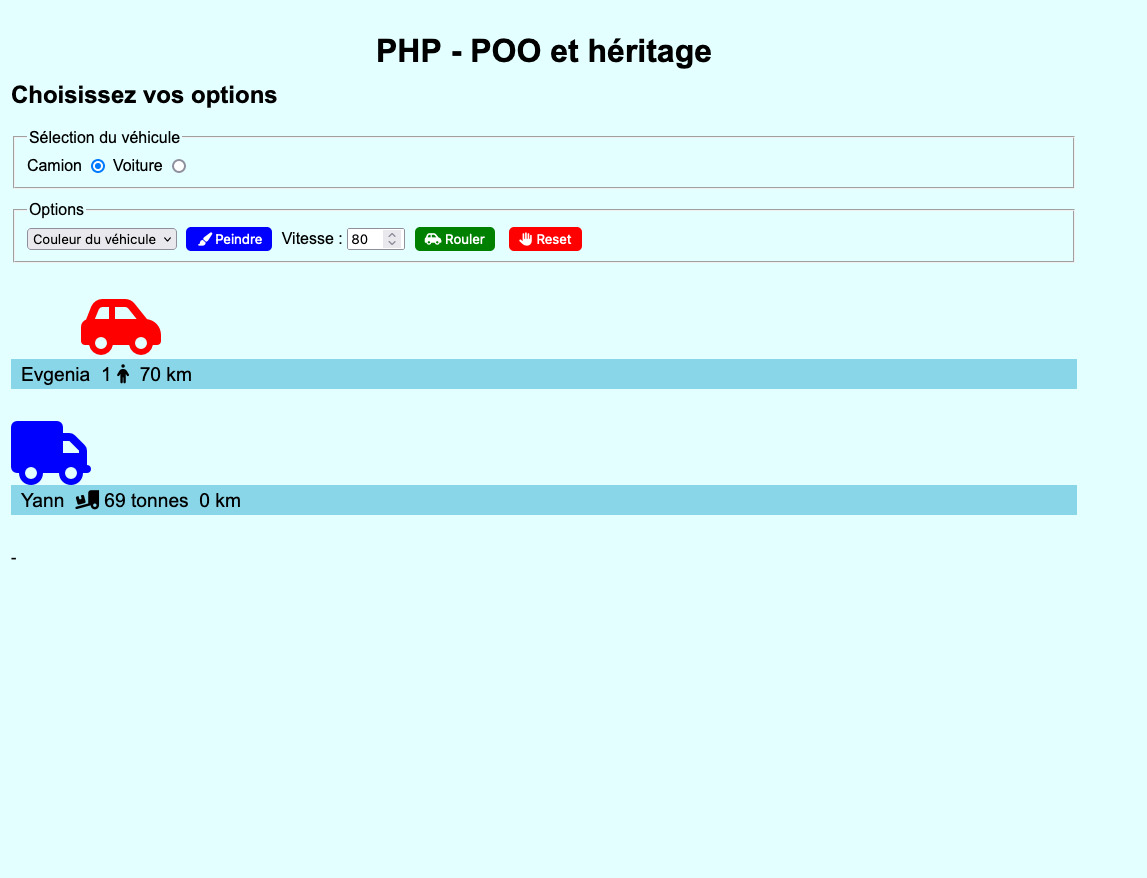 PHP - POO et héritage
Choisissez vos options
Sélection du véhicule
Camion Voiture
Options
Couleur du véhicule Peindre Vitesse : 80 Rouler Reset
Evgenia 1 70 km
Yann 69 tonnes 0 km
-